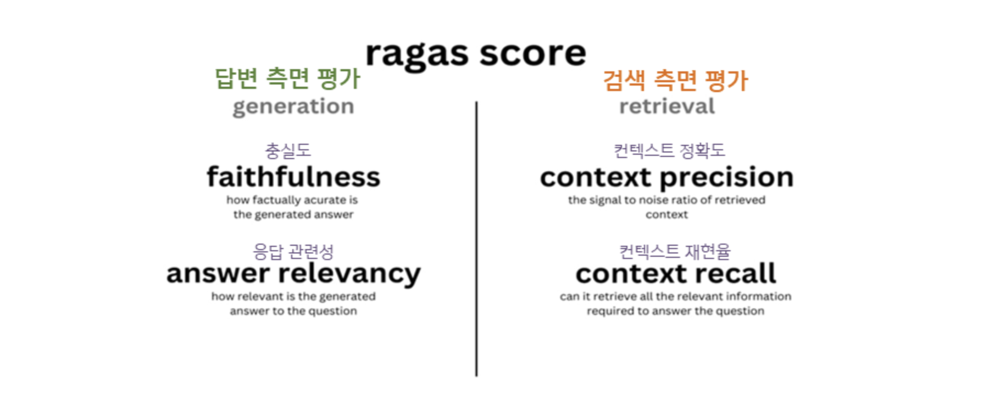 ragas score
답변 측면 평가
generation
충실도
faithfulness
how factually acurate is
the generated answer
응답 관련성
answer relevancy
how relevant is the generated
answer to the question
검색 측면 평가
retrieval
컨텍스트 정확도
context precision
the signal to noise ratio of retrieved
context
컨텍스트 재현율
context recall
can it retrieve all the relevant information
required to answer the question